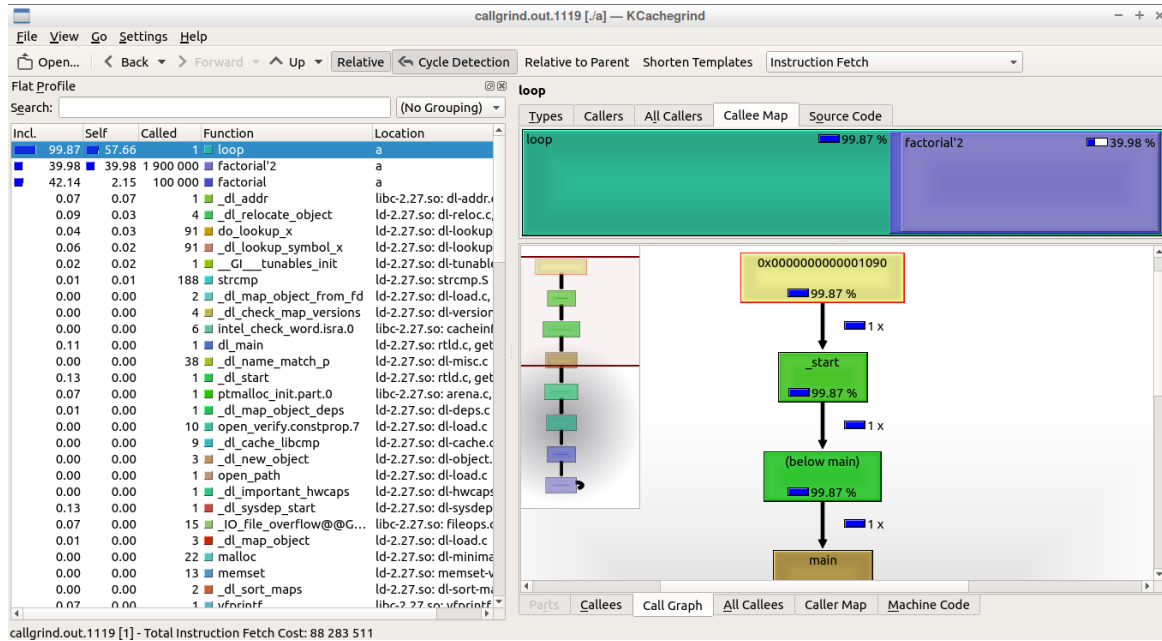 callgrind.out.1119 [./a] — KCachegrind
File View Go Settings Help
Open... Back Forward Up Relative Cycle Detection Relative to Parent Shorten Templates Instruction Fetch
Flat Profile
Search: (No Grouping)
Incl. Self Called Function Location
99.87 57.66 1 loop a
39.98 39.98 1 900 000 factorial'2 a
42.14 2.15 100 000 factorial a
0.07 0.07 1 _dl_addr libc-2.27.so: dl-addr.
0.09 0.03 4 _dl_relocate_object ld-2.27.so: dl-reloc.c,
0.04 0.03 91 do_lookup_x ld-2.27.so: dl-lookup
0.06 0.02 91 _dl_lookup_symbol_x ld-2.27.so: dl-lookup
0.02 0.02 1 __GI___tunables_init ld-2.27.so: dl-tunable
0.01 0.01 188 strcmp ld-2.27.so: strcmp.S
0.00 0.00 2 _dl_map_object_from_fd ld-2.27.so: dl-load.c,
0.00 0.00 4 _dl_check_map_versions ld-2.27.so: dl-version
0.00 0.00 6 intel_check_word.isra.0 libc-2.27.so: cacheinf
0.11 0.00 1 dl_main ld-2.27.so: rtld.c, get
0.00 0.00 38 _dl_name_match_p ld-2.27.so: dl-misc.c
0.13 0.00 1 _dl_start ld-2.27.so: rtld.c, get
0.07 0.00 1 ptmalloc_init.part.0 libc-2.27.so: arena.c,
0.01 0.00 1 _dl_map_object_deps ld-2.27.so: dl-deps.c
0.00 0.00 10 open_verify.constprop.7 ld-2.27.so: dl-load.c
0.00 0.00 9 _dl_cache_libcmp ld-2.27.so: dl-cache.c
0.00 0.00 3 _dl_new_object ld-2.27.so: dl-object.
0.00 0.00 1 open_path ld-2.27.so: dl-load.c
0.00 0.00 1 _dl_important_hwcaps ld-2.27.so: dl-hwcaps
0.13 0.00 1 _dl_sysdep_start ld-2.27.so: dl-sysdep
0.07 0.00 15 _IO_file_overflow@@G... libc-2.27.so: fileops.c
0.01 0.00 3 _dl_map_object ld-2.27.so: dl-load.c
0.00 0.00 22 malloc ld-2.27.so: dl-minima
0.00 0.00 13 memset ld-2.27.so: memset-v
0.00 0.00 2 _dl_sort_maps ld-2.27.so: dl-sort-ma
0.07 0.00 1 vfprintf libc-2.27.so: vfprintf
loop
Types Callers All Callers Callee Map Source Code
loop 99.87 % factorial'2 39.98 %
0x0000000000001090
99.87 %
1 x
_start
99.87 %
1 x
(below main)
99.87 %
1 x
main
Parts Callees Call Graph All Callees Caller Map Machine Code
callgrind.out.1119 [1] - Total Instruction Fetch Cost: 88 283 511